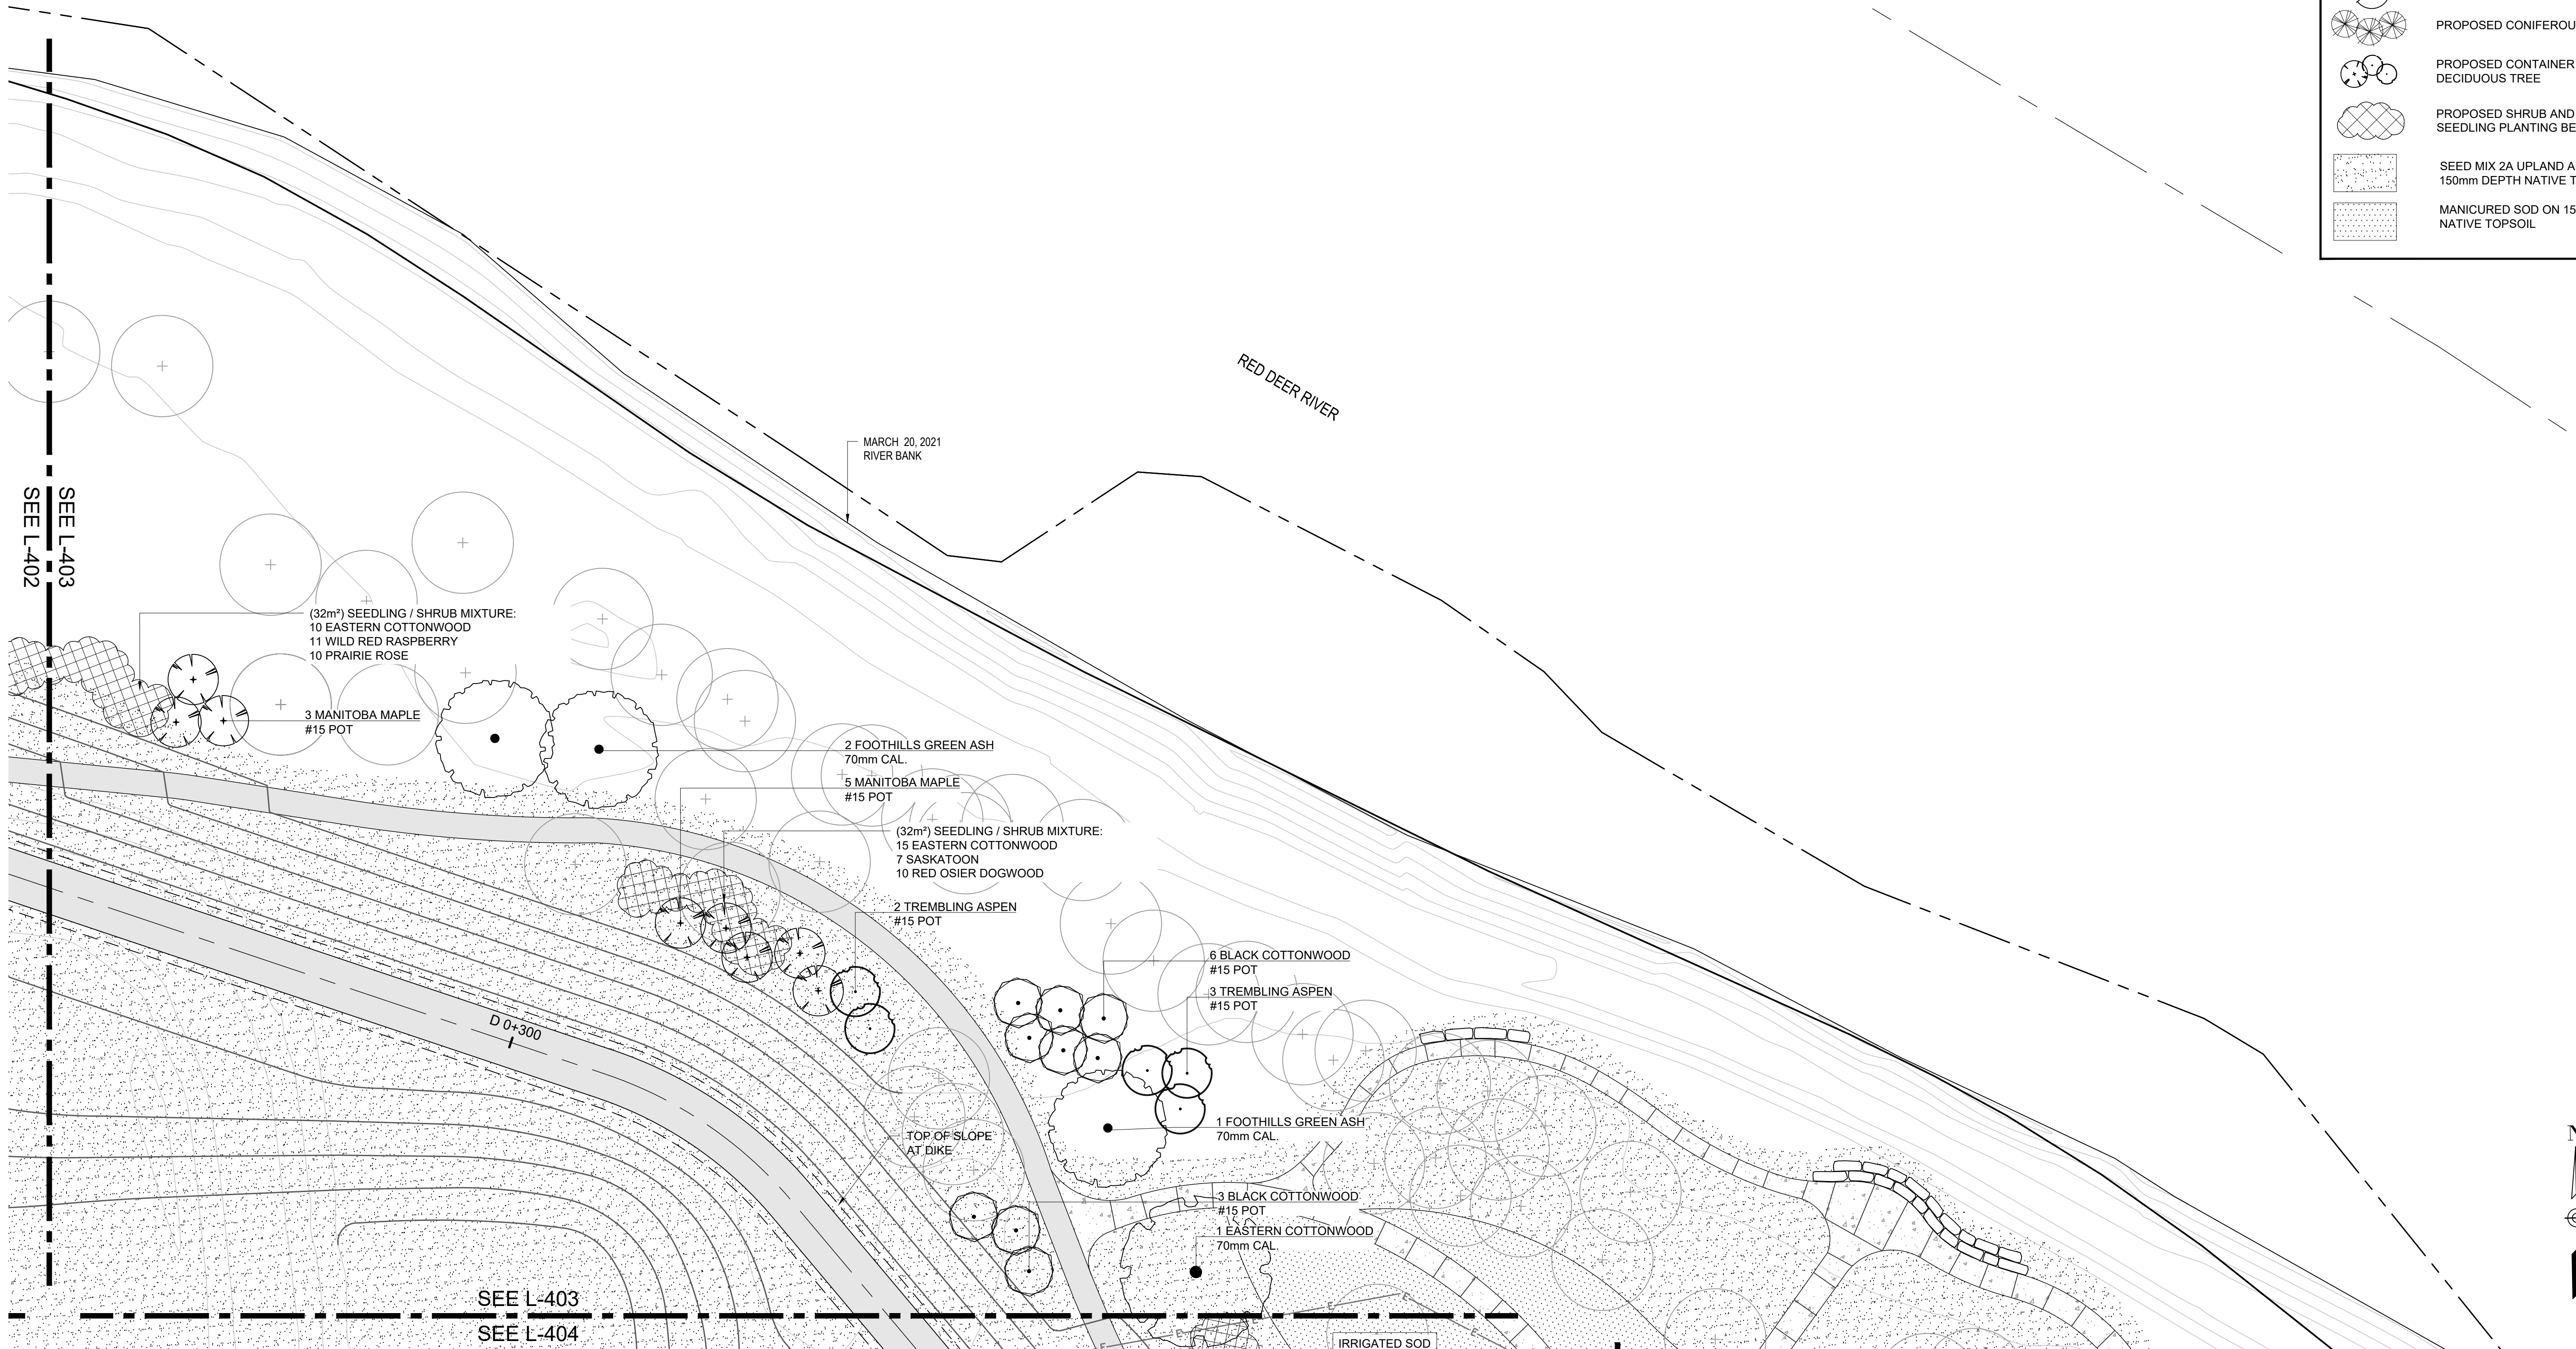 PROPOSED CONTAINER
DECIDUOUS TREE
PROPOSED SHRUB AND
SEEDLING PLANTING BE
SEED MIX 2A UPLAND A
150mm DEPTH NATIVE T
MANICURED SOD ON 15
NATIVE TOPSOIL
PROPOSED CONIFEROU
RED DEER RIVER
MARCH 20, 2021
RIVER BANK
SEE L-403
SEE L-402
(32m²) SEEDLING / SHRUB MIXTURE:
10 EASTERN COTTONWOOD
11 WILD RED RASPBERRY
10 PRAIRIE ROSE
3 MANITOBA MAPLE
#15 POT
2 FOOTHILLS GREEN ASH
70mm CAL.
5 MANITOBA MAPLE
#15 POT
(32m²) SEEDLING / SHRUB MIXTURE:
15 EASTERN COTTONWOOD
7 SASKATOON
10 RED OSIER DOGWOOD
2 TREMBLING ASPEN
#15 POT
6 BLACK COTTONWOOD
#15 POT
3 TREMBLING ASPEN
#15 POT
D 0+300
1 FOOTHILLS GREEN ASH
70mm CAL.
TOP OF SLOPE
AT DIKE
3 BLACK COTTONWOOD
#15 POT
1 EASTERN COTTONWOOD
70mm CAL.
SEE L-403
SEE L-404
E
E
E
E
E
IRRIGATED SOD
N